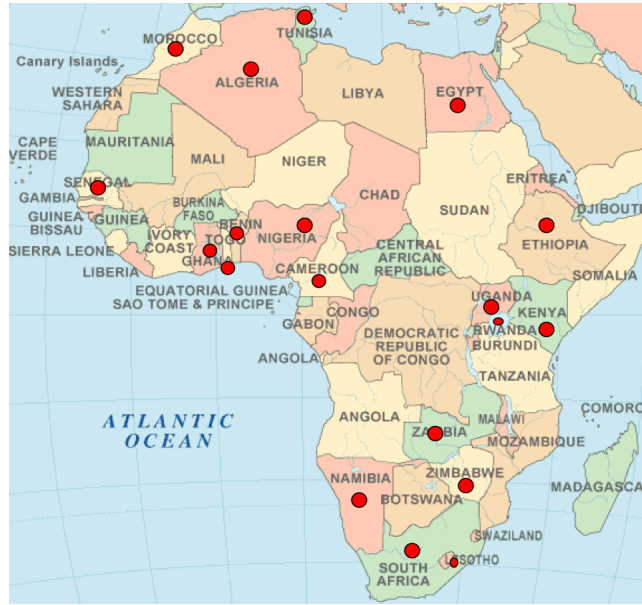 TUNISIA
MOROCCO
Canary Islands
ALGERIA
LIBYA
EGYPT
WESTERN
SAHARA
MAURITANIA
CAPE
VERDE
MALI
NIGER
SENEGAL
GAMBIA
CHAD
SUDAN
ERITREA
DJIBOUTI
GUINEA
BISSAU
GUINEA
BURKINA
FASO
BENIN
NIGERIA
IVORY
COAST
TOGO
GHANA
SIERRA LEONE
LIBERIA
CENTRAL
AFRICAN
REPUBLIC
ETHIOPIA
SOMALIA
CAMEROON
EQUATORIAL GUINEA
SAO TOME & PRINCIPE
GABON
CONGO
DEMOCRATIC
REPUBLIC
OF CONGO
UGANDA
KENYA
RWANDA
BURUNDI
ANGOLA
TANZANIA
ATLANTIC
OCEAN
ANGOLA
ZAMBIA
MALAWI
COMORO
MOZAMBIQUE
NAMIBIA
ZIMBABWE
BOTSWANA
MADAGASCA
SWAZILAND
LESOTHO
SOUTH
AFRICA